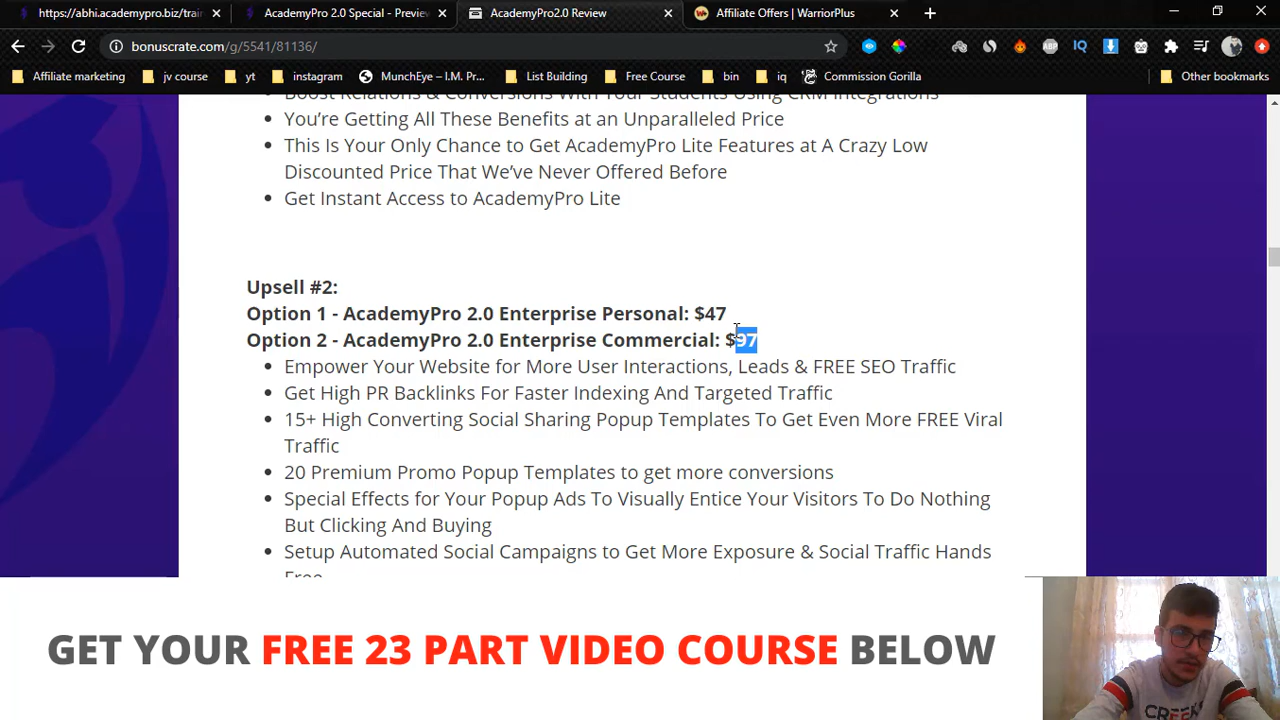 https://abhi.academypro.biz/train
AcademyPro 2.0 Special - Preview
AcademyPro2.0 Review
Affiliate Offers | WarriorPlus
bonuscrate.com/g/5541/81136/
ABP
IQ
Affiliate marketing
jv course
yt
instagram
MunchEye – I.M. Pr...
List Building
Free Course
bin
iq
Commission Gorilla
Other bookmarks
Boost Relations & Conversions With Your Students Using CRM Integrations
You're Getting All These Benefits at an Unparalleled Price
This Is Your Only Chance to Get AcademyPro Lite Features at A Crazy Low
Discounted Price That We've Never Offered Before
Get Instant Access to AcademyPro Lite
Upsell #2:
Option 1 - AcademyPro 2.0 Enterprise Personal: $47
Option 2 - AcademyPro 2.0 Enterprise Commercial: $97
Empower Your Website for More User Interactions, Leads & FREE SEO Traffic
Get High PR Backlinks For Faster Indexing And Targeted Traffic
15+ High Converting Social Sharing Popup Templates To Get Even More FREE Viral
Traffic
20 Premium Promo Popup Templates to get more conversions
Special Effects for Your Popup Ads To Visually Entice Your Visitors To Do Nothing
But Clicking And Buying
Setup Automated Social Campaigns to Get More Exposure & Social Traffic Hands
Free
GET YOUR FREE 23 PART VIDEO COURSE BELOW